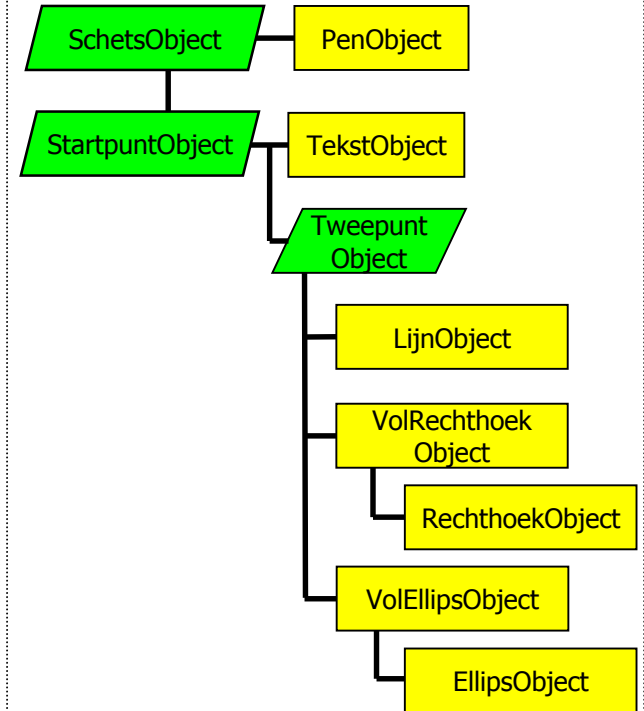 SchetsObject
PenObject
StartpuntObject
TekstObject
Tweepunt
Object
LijnObject
VolRechthoek
Object
RechthoekObject
VolEllipsObject
EllipsObject